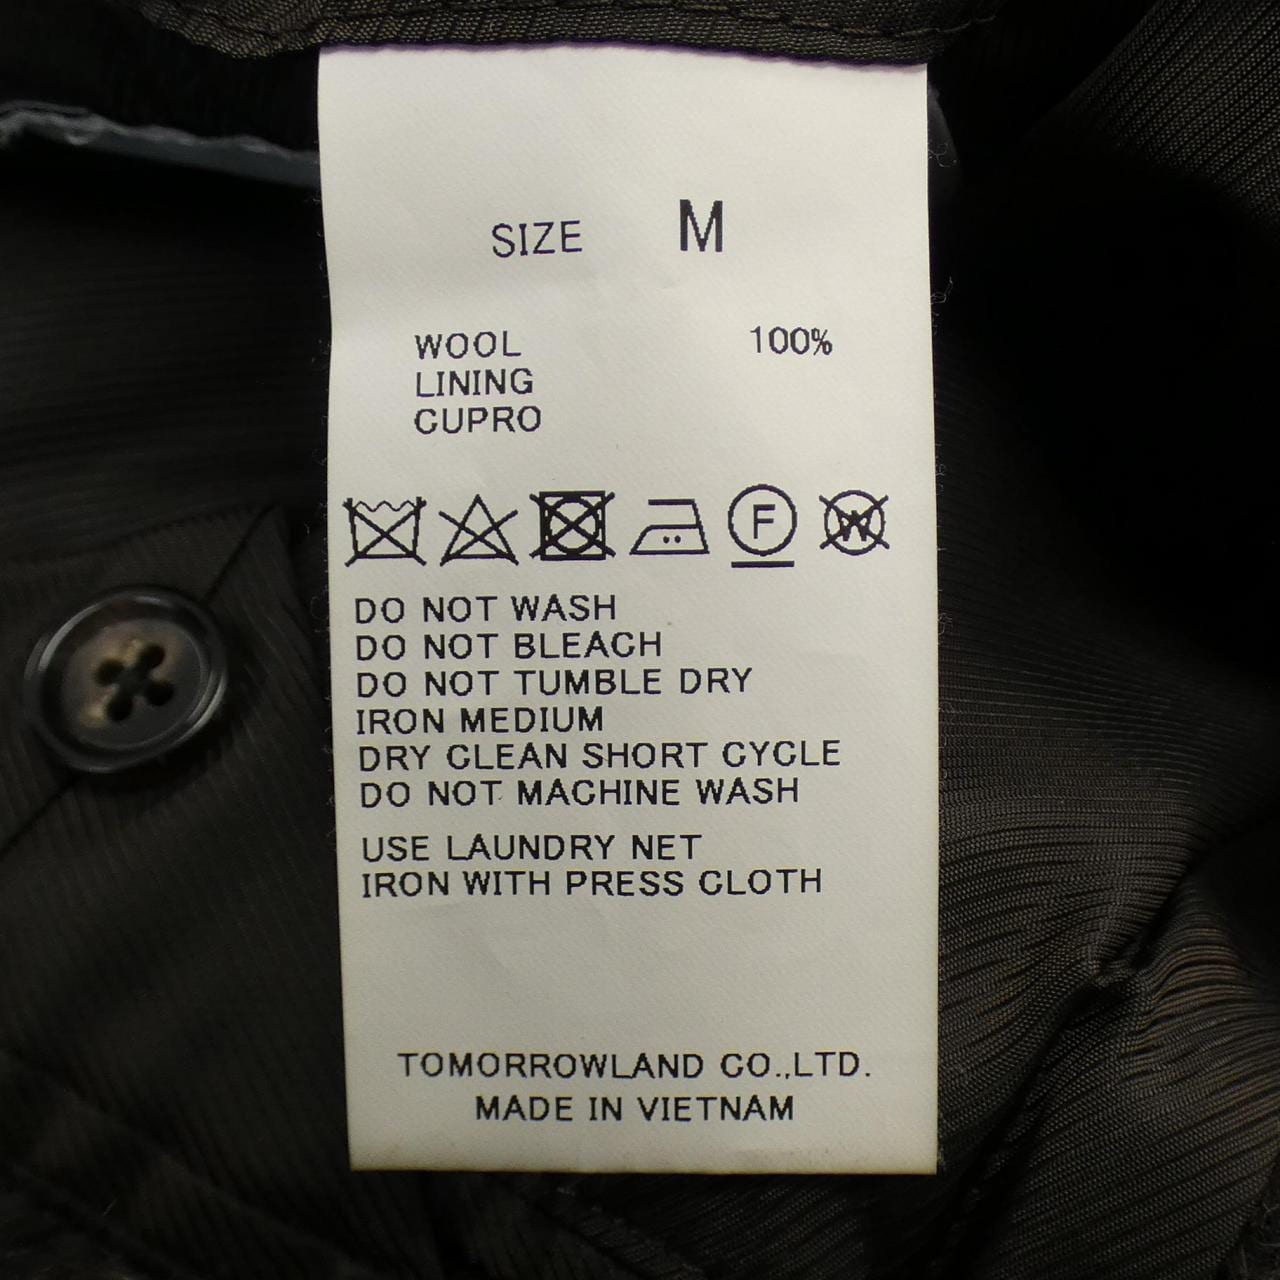 SIZE M
WOOL 100%
LINING
CUPRO
F W
DO NOT WASH
DO NOT BLEACH
DO NOT TUMBLE DRY
IRON MEDIUM
DRY CLEAN SHORT CYCLE
DO NOT MACHINE WASH
USE LAUNDRY NET
IRON WITH PRESS CLOTH
TOMORROWLAND CO.,LTD.
MADE IN VIETNAM